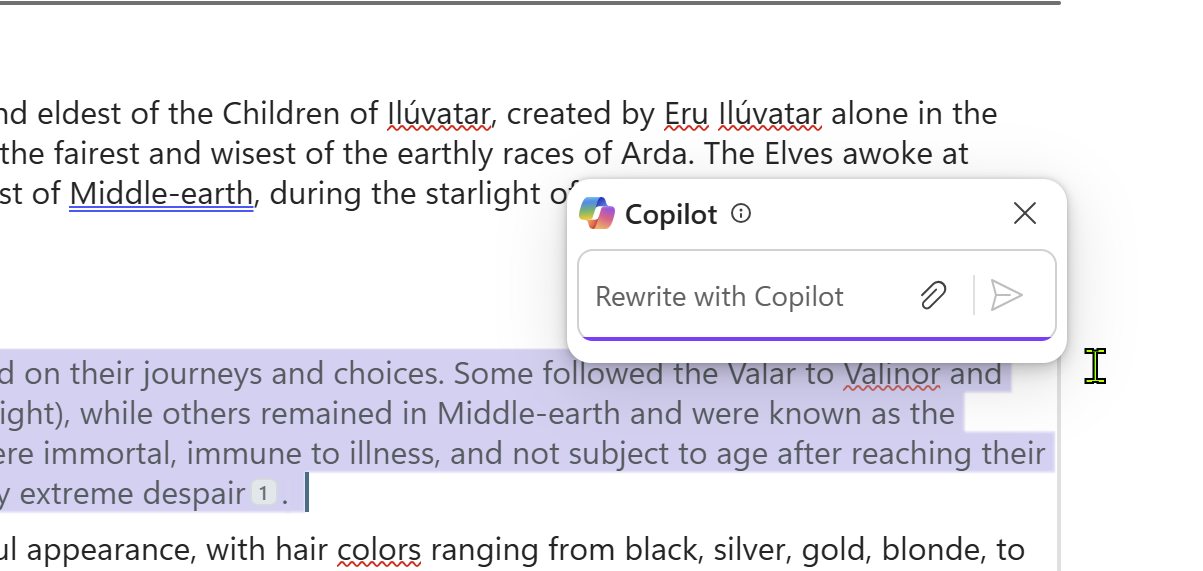 nd eldest of the Children of Ilúvatar, created by Eru Ilúvatar alone in the
the fairest and wisest of the earthly races of Arda. The Elves awoke at
st of Middle-earth, during the starlight of
Copilot
Rewrite with Copilot
d on their journeys and choices. Some followed the Valar to Valinor and
ight), while others remained in Middle-earth and were known as the
ere immortal, immune to illness, and not subject to age after reaching their
y extreme despair 1 .
ul appearance, with hair colors ranging from black, silver, gold, blonde, to